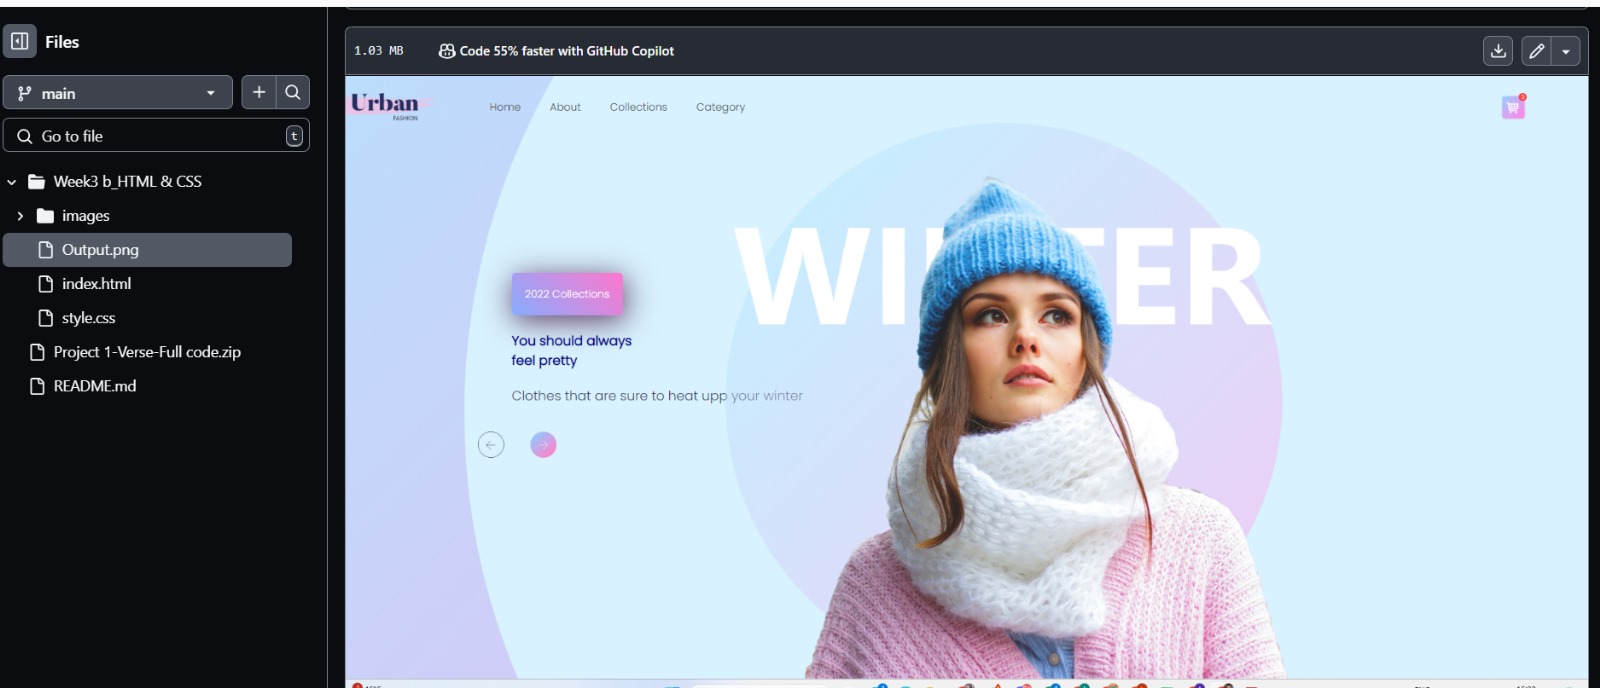 Files
main
Go to file
t
Week3 b_HTML & CSS
images
Output.png
index.html
style.css
Project 1-Verse-Full code.zip
README.md
1.03 MB
Code 55% faster with GitHub Copilot
Urban
FASHION
Home About Collections Category
WINTER
2022 Collections
You should always
feel pretty
Clothes that are sure to heat upp your winter